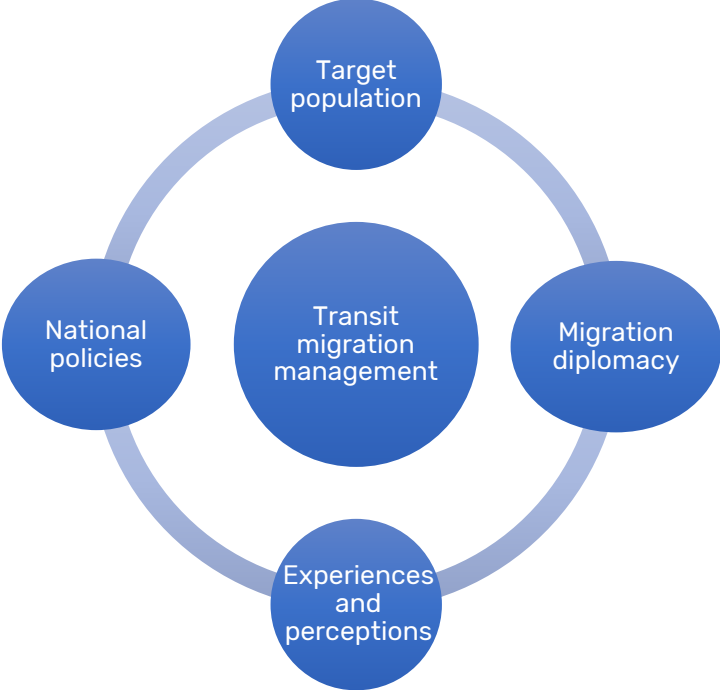 Target
population
National
policies
Transit
migration
management
Migration
diplomacy
Experiences
and
perceptions